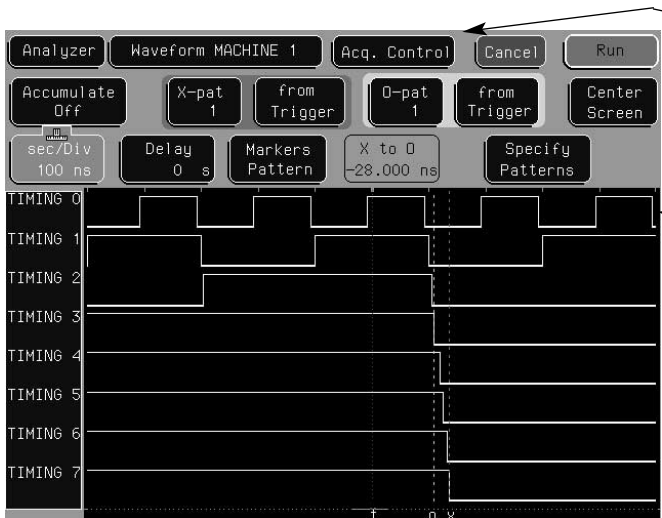 Analyzer Waveform MACHINE 1 Acq. Control Cancel Run
Accumulate Off X-pat 1 from Trigger O-pat 1 from Trigger Center Screen
sec/Div 100 ns Delay 0 s Markers Pattern X to O -28.000 ns Specify Patterns
TIMING 0
TIMING 1
TIMING 2
TIMING 3
TIMING 4
TIMING 5
TIMING 6
TIMING 7
t O X